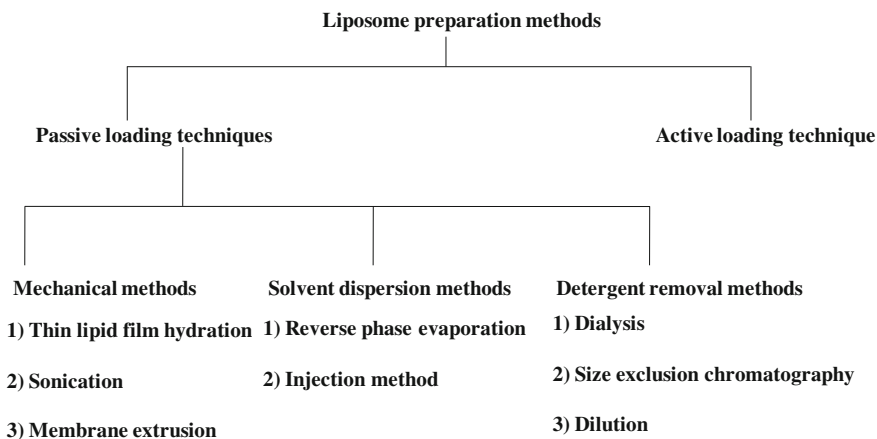 Liposome preparation methods
Passive loading techniques
Active loading technique
Mechanical methods
1) Thin lipid film hydration
2) Sonication
3) Membrane extrusion
Solvent dispersion methods
1) Reverse phase evaporation
2) Injection method
Detergent removal methods
1) Dialysis
2) Size exclusion chromatography
3) Dilution